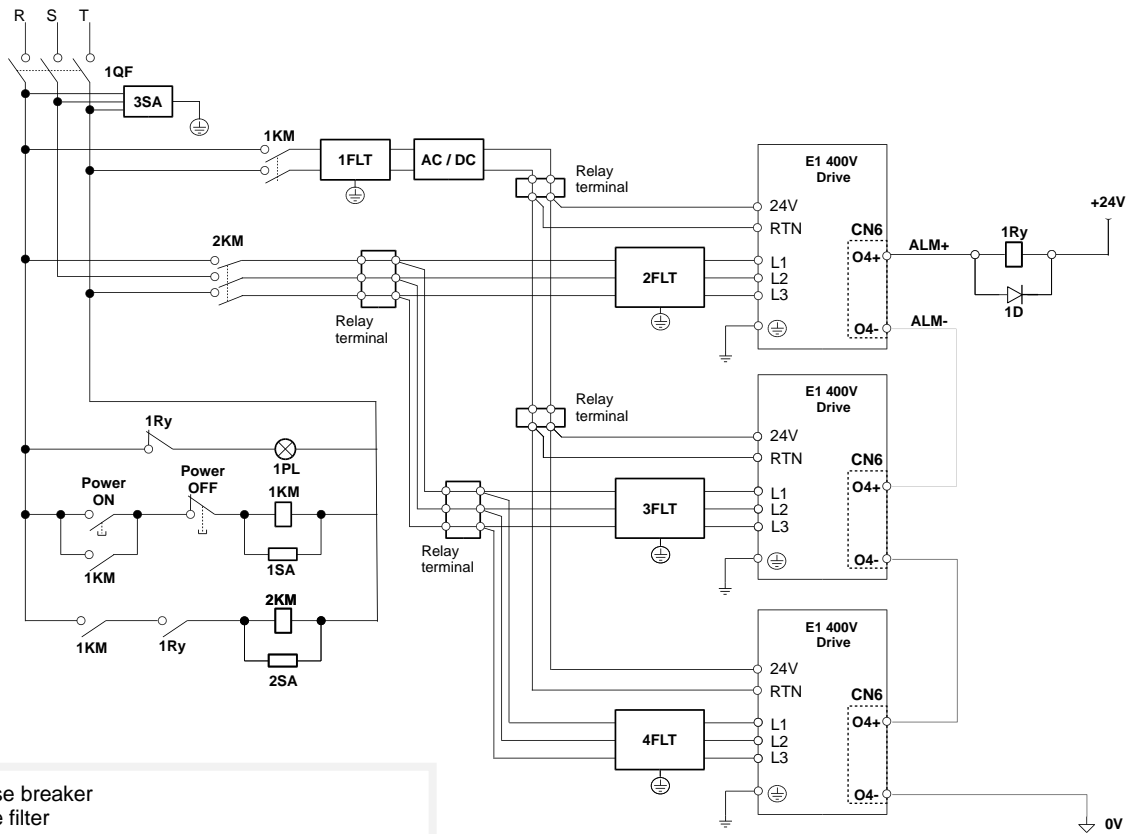 R S T
1QF
3SA
1KM
1FLT
AC / DC
Relay
terminal
E1 400V
Drive
24V
RTN
CN6
+24V
1Ry
ALM+
O4+
2KM
L1
L2
L3
2FLT
1D
Relay
terminal
ALM-
O4-
E1 400V
Drive
Relay
terminal
1Ry
24V
RTN
1PL
CN6
Power
ON
Power
OFF
1KM
O4+
L1
L2
L3
3FLT
Relay
terminal
1KM
1SA
O4-
2KM
1KM
1Ry
2SA
E1 400V
Drive
24V
RTN
CN6
O4+
L1
L2
L3
4FLT
O4-
0V
breaker
filter